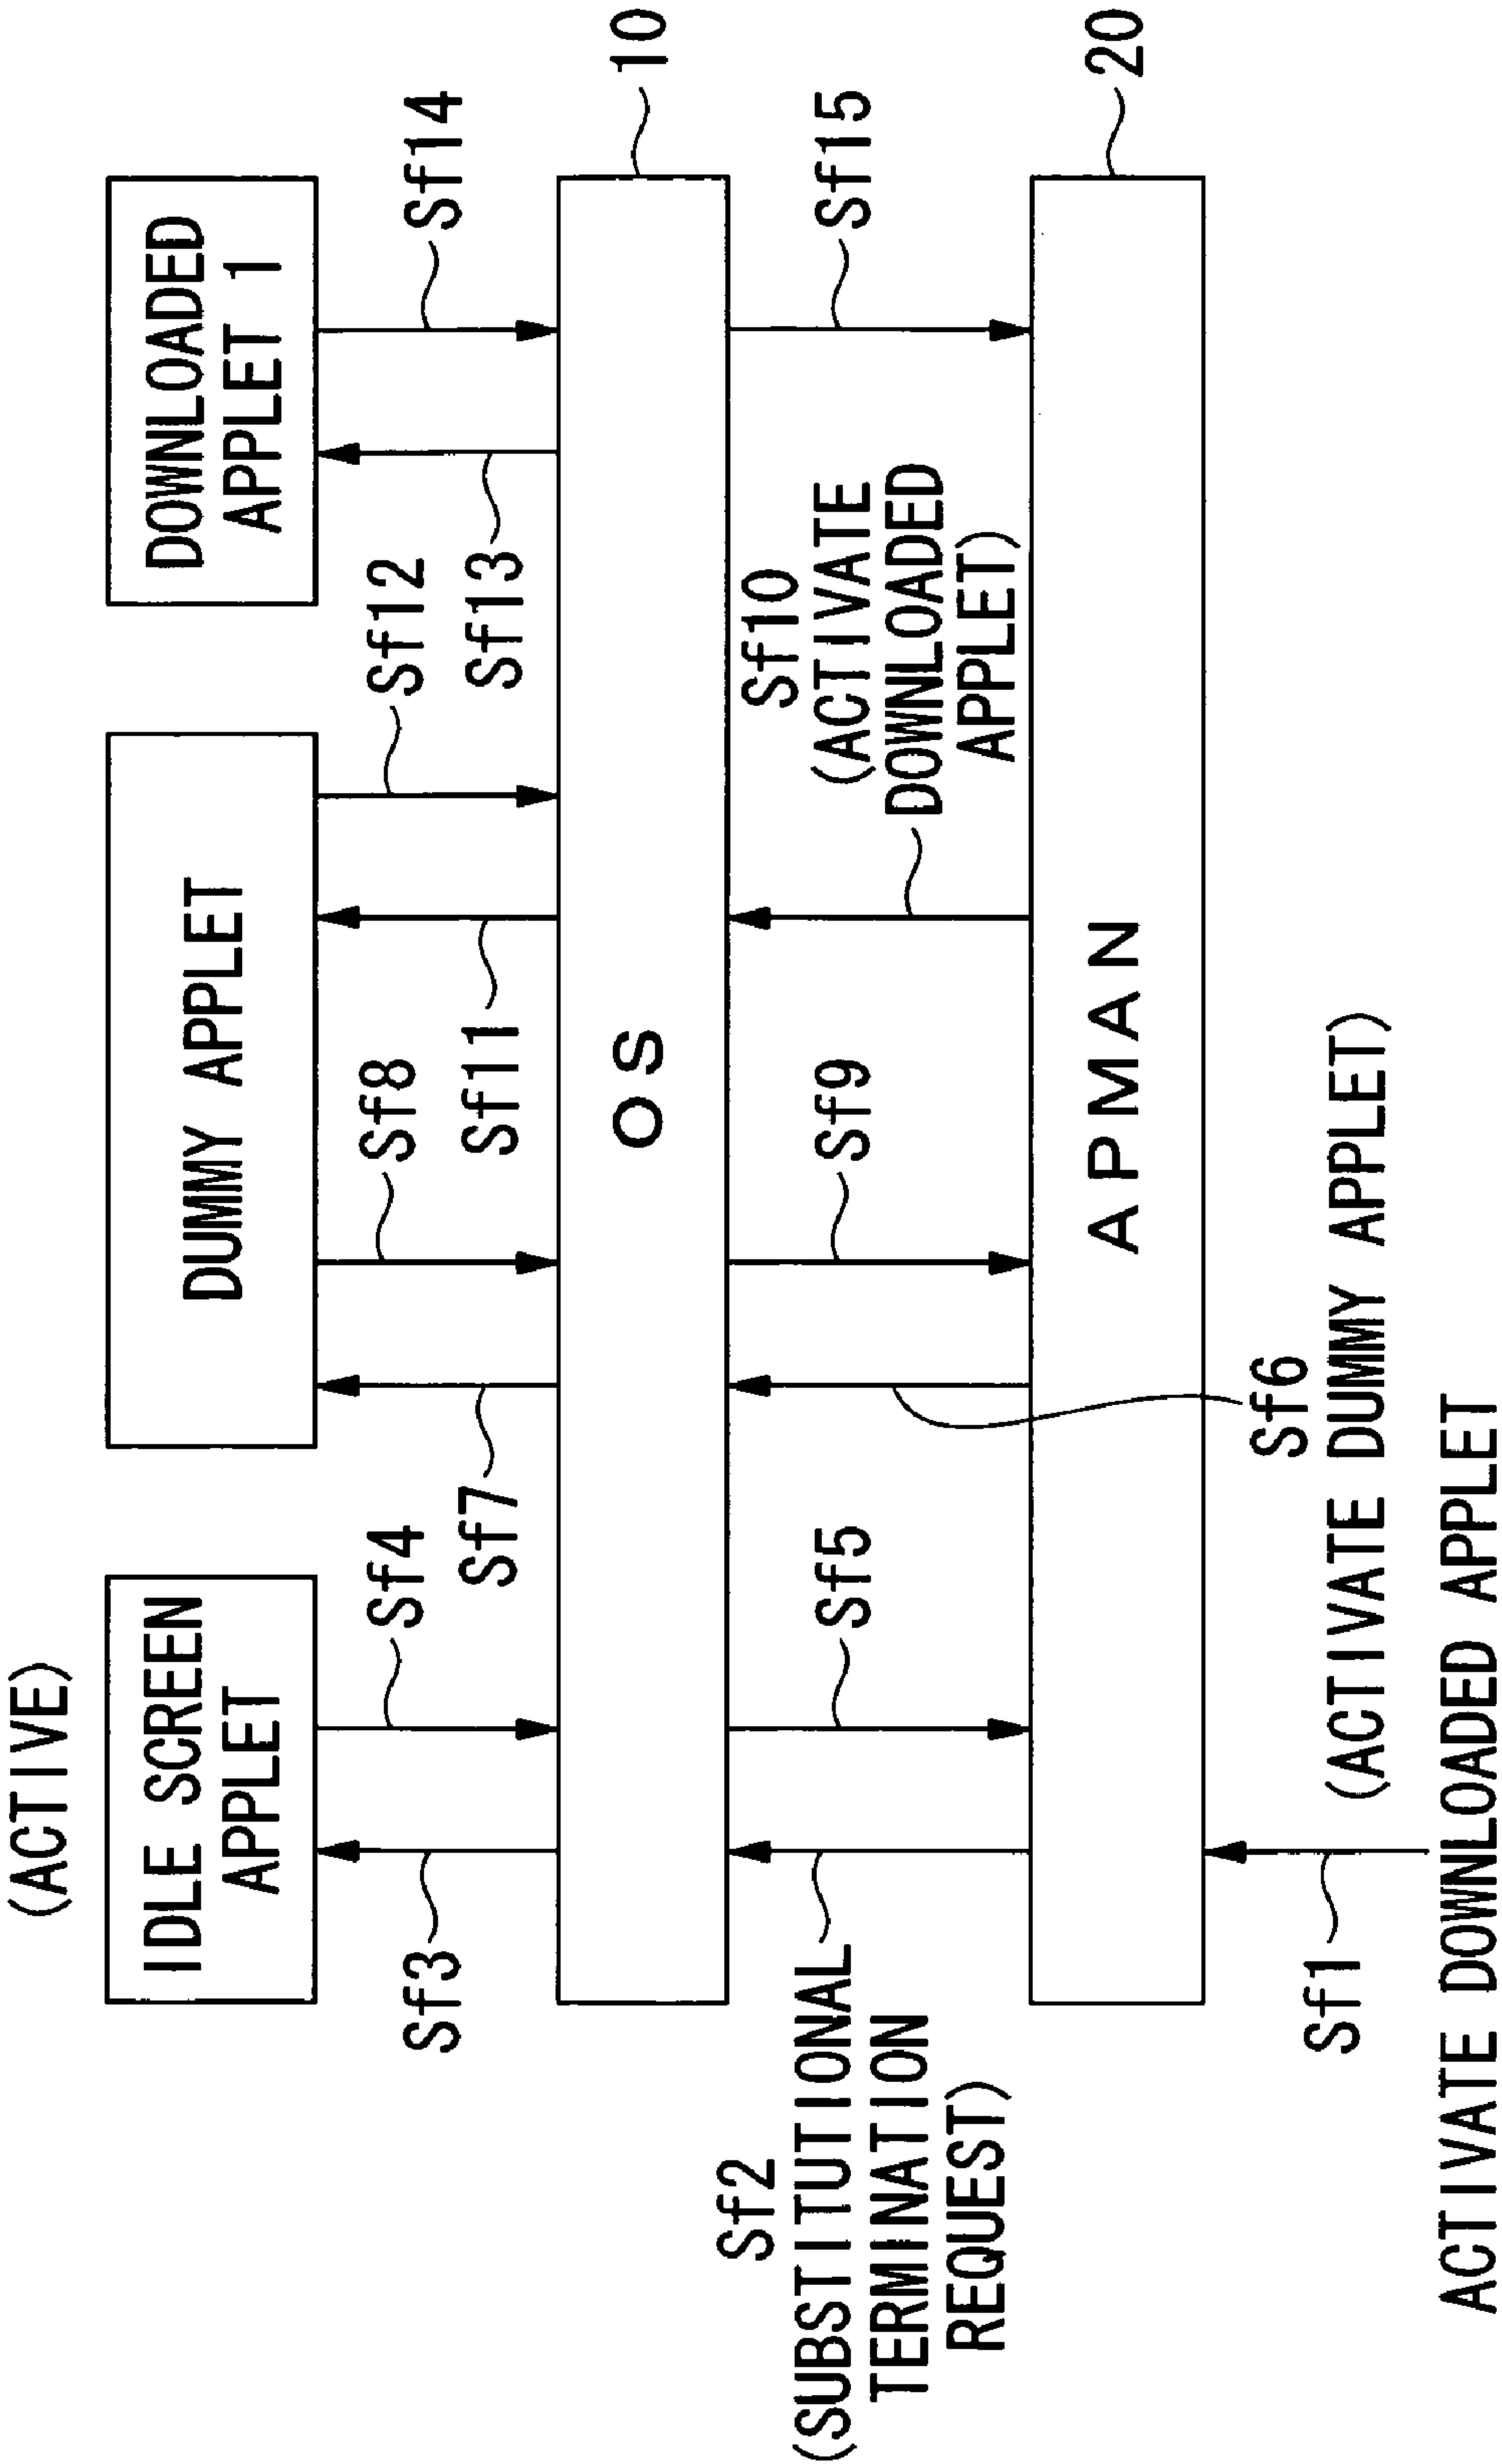 (ACTIVE)
IDLE SCREEN
APPLET
DUMMY APPLET
DOWNLOADED
APPLET 1
Sf3
Sf4
Sf7
Sf8
Sf11
Sf12
Sf13
Sf14
OS
10
Sf2
(SUBSTITUTIONAL
TERMINATION
REQUEST)
Sf5
Sf9
Sf10
(ACTIVATE
DOWNLOADED
APPLET)
Sf15
APMAN
20
Sf1
Sf6
(ACTIVATE DUMMY APPLET)
ACTIVATE DOWNLOADED APPLET